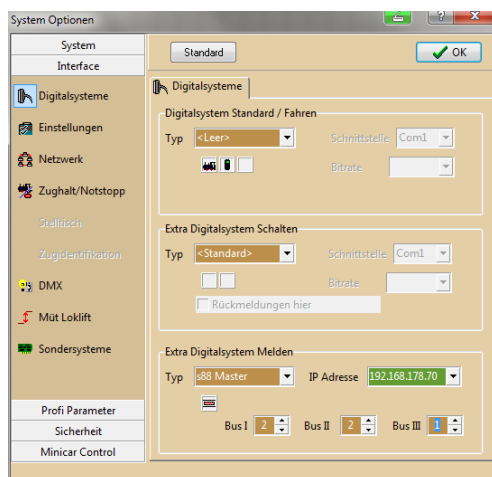 System Optionen
System
Interface
Digitalsysteme
Einstellungen
Netzwerk
Zughalt/Notstopp
Stelltisch
Zugidentifikation
DMX
Müt Loklift
Sondersysteme
Profi Parameter
Sicherheit
Minicar Control
Standard
OK
Digitalsysteme
Digitalsystem Standard / Fahren
Typ <Leer> Schnittstelle Com1
Bitrate
Extra Digitalsystem Schalten
Typ <Standard> Schnittstelle Com1
Bitrate
Rückmeldungen hier
Extra Digitalsystem Melden
Typ s88 Master IP Adresse 192.168.178.70
Bus I 2 Bus II 2 Bus III 1